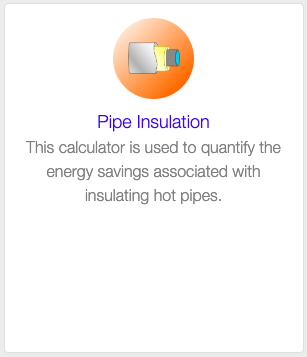 Pipe Insulation
This calculator is used to quantify the
energy savings associated with
insulating hot pipes.